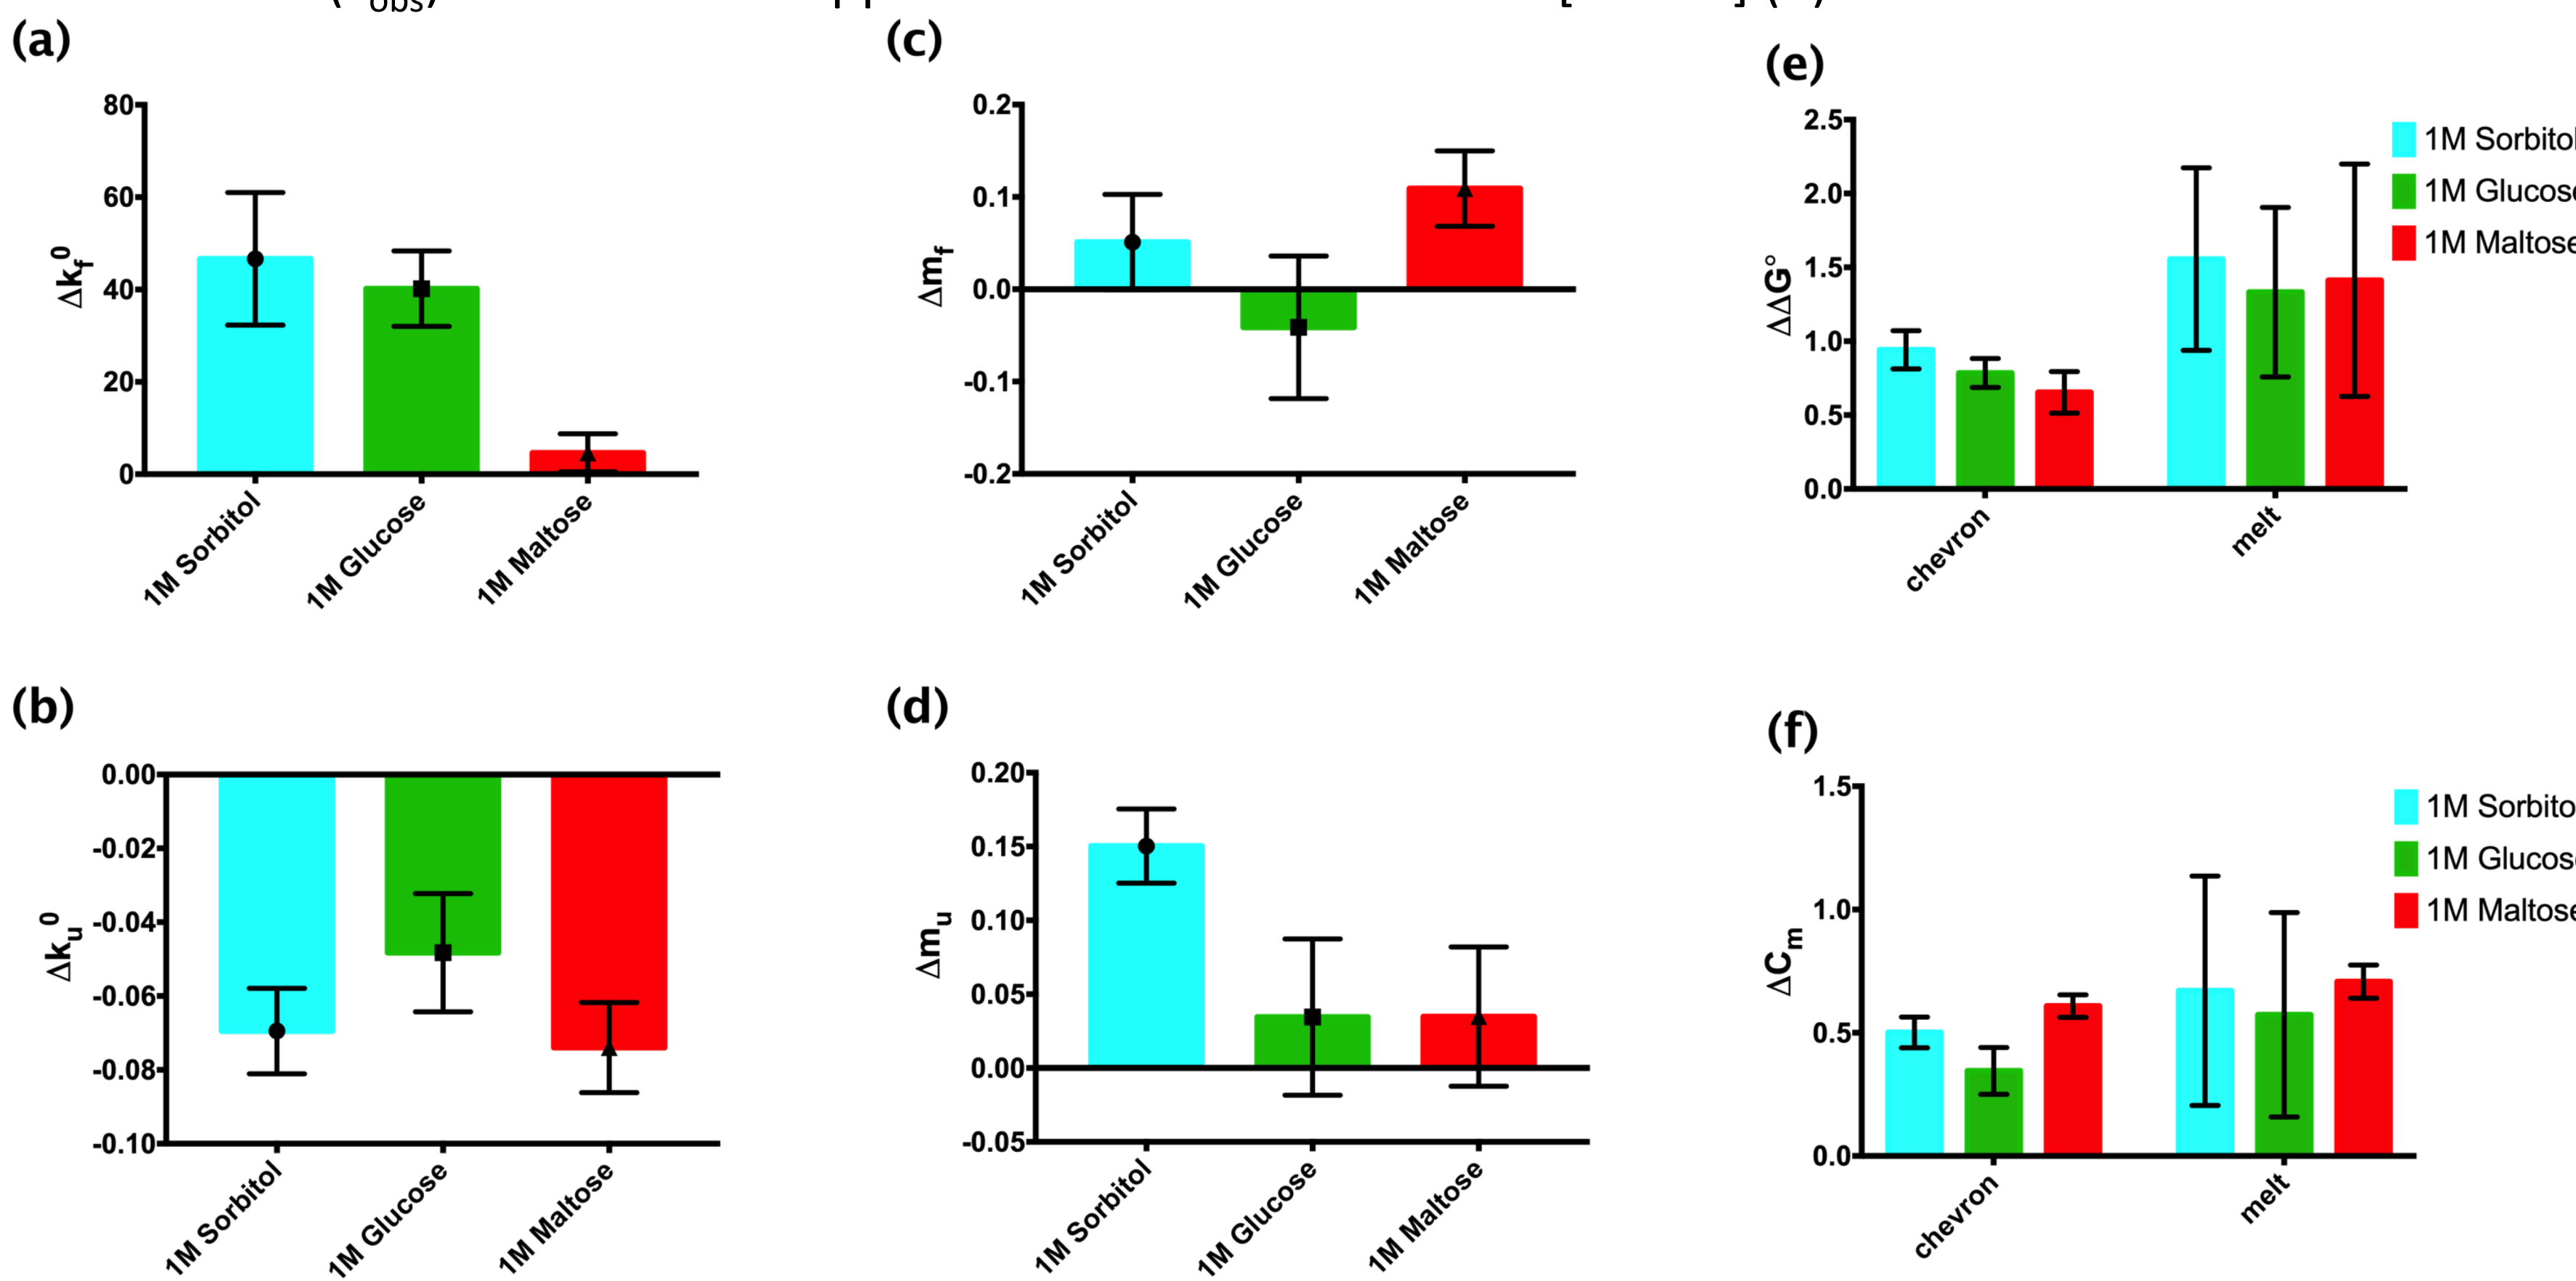 (a)
80
60
40
20
0
Δkf0
1M Sorbitol
1M Glucose
1M Maltose
(c)
0.2
0.1
0.0
-0.1
-0.2
Δmf
1M Sorbitol
1M Glucose
1M Maltose
(e)
2.5
2.0
1.5
1.0
0.5
0.0
ΔΔG°
chevron
melt
1M Sorbitol
1M Glucose
1M Maltose
(b)
0.00
-0.02
-0.04
-0.06
-0.08
-0.10
Δku0
1M Sorbitol
1M Glucose
1M Maltose
(d)
0.20
0.15
0.10
0.05
0.00
-0.05
Δmu
1M Sorbitol
1M Glucose
1M Maltose
(f)
1.5
1.0
0.5
0.0
ΔCm
chevron
melt
1M Sorbito
1M Glucos
1M Maltose